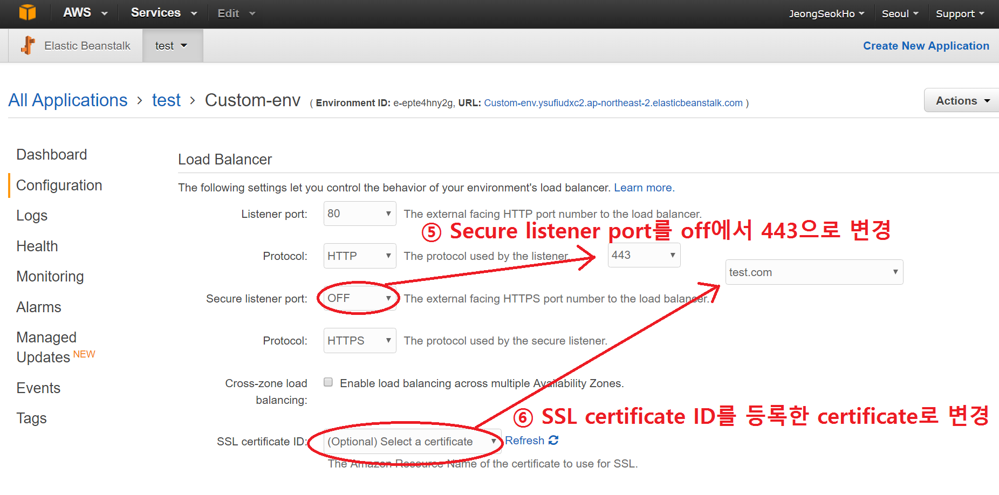 AWS Services Edit JeongSeokHo Seoul Support
Elastic Beanstalk test Create New Application
All Applications > test > Custom-env ( Environment ID: e-epte4hny2g, URL: Custom-env.ysufiudxc2.ap-northeast-2.elasticbeanstalk.com )
Actions
Dashboard
Configuration
Logs
Health
Monitoring
Alarms
Managed
Updates NEW
Events
Tags
Load Balancer
The following settings let you control the behavior of your environment's load balancer. Learn more.
Listener port: 80 The external facing HTTP port number to the load balancer.
⑤ Secure listener port를 off에서 443으로 변경
Protocol: HTTP The protocol used by the listener. 443
test.com
Secure listener port: OFF The external facing HTTPS port number to the load balancer.
Protocol: HTTPS The protocol used by the secure listener.
Cross-zone load
balancing:
Enable load balancing across multiple Availability Zones.
⑥ SSL certificate ID를 등록한 certificate로 변경
SSL certificate ID: (Optional) Select a certificate Refresh
The Amazon Resource Name of the certificate to use for SSL.